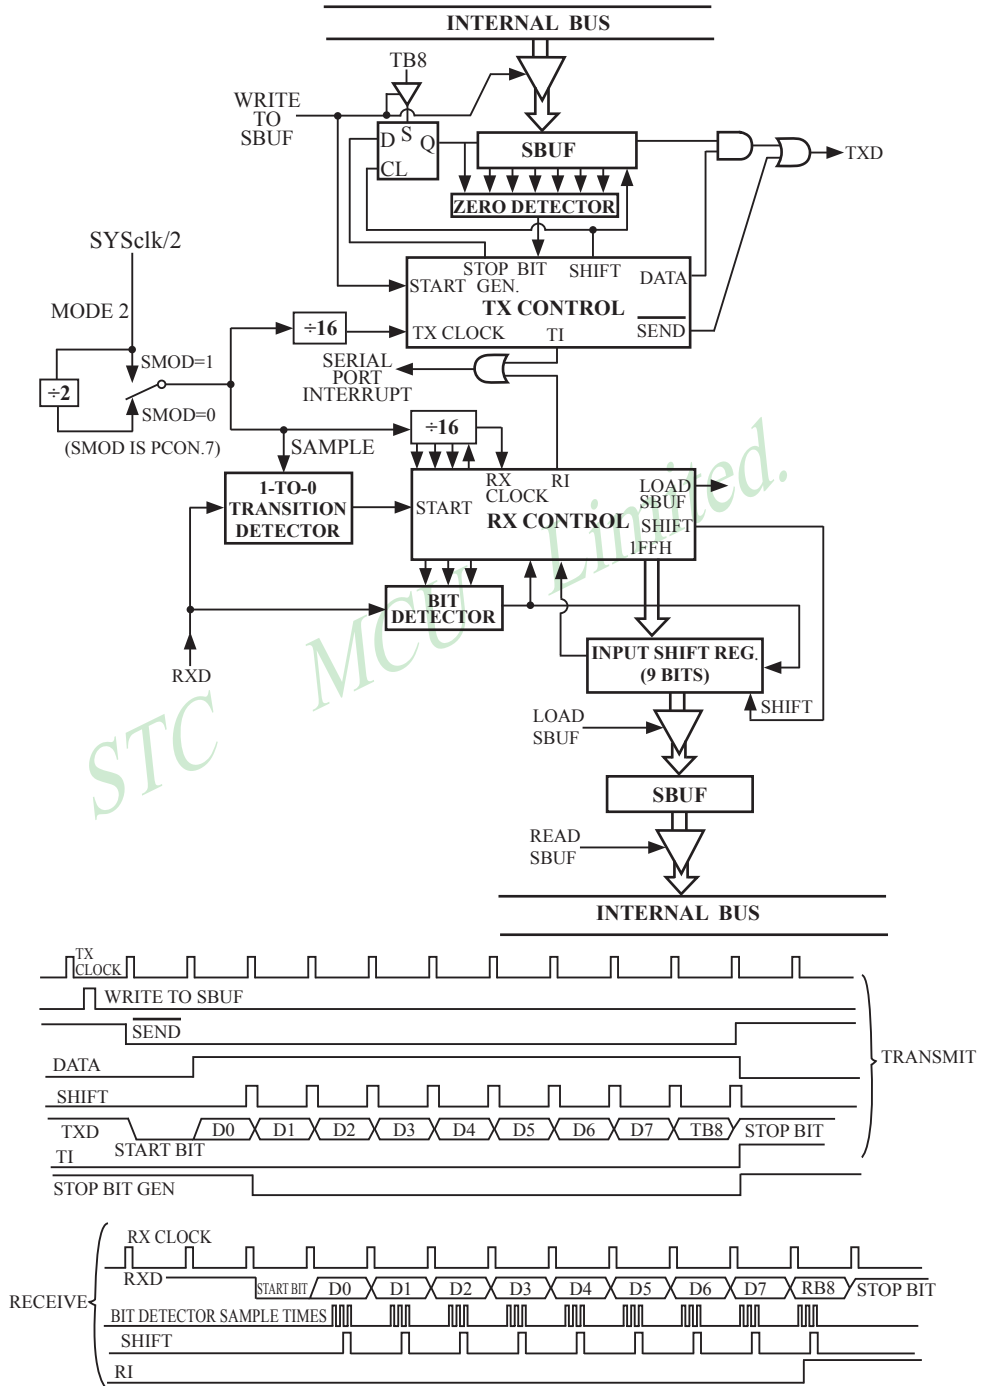 INTERNAL BUS
TB8
WRITE
TO
SBUF
D S Q
CL
SBUF
TXD
ZERO DETECTOR
SYSclk/2
STOP BIT
GEN.
SHIFT
START
DATA
TX CONTROL
MODE 2
÷16
TX CLOCK
TI
SEND
SMOD=1
SERIAL
PORT
INTERRUPT
÷2
SMOD=0
(SMOD IS PCON.7)
SAMPLE
÷16
1-TO-0
TRANSITION
DETECTOR
START
RX
CLOCK
RI
LOAD
SBUF
RX CONTROL
SHIFT
1FFH
BIT
DETECTOR
RXD
INPUT SHIFT REG.
(9 BITS)
SHIFT
LOAD
SBUF
SBUF
READ
SBUF
INTERNAL BUS
STC MCU Limited.
TX
CLOCK
WRITE TO SBUF
SEND
DATA
TRANSMIT
SHIFT
TXD
START BIT
D0 D1 D2 D3 D4 D5 D6 D7 TB8 STOP BIT
TI
STOP BIT GEN
RX CLOCK
RXD
START BIT D0 D1 D2 D3 D4 D5 D6 D7 RB8 STOP BIT
RECEIVE
BIT DETECTOR SAMPLE TIMES
SHIFT
RI